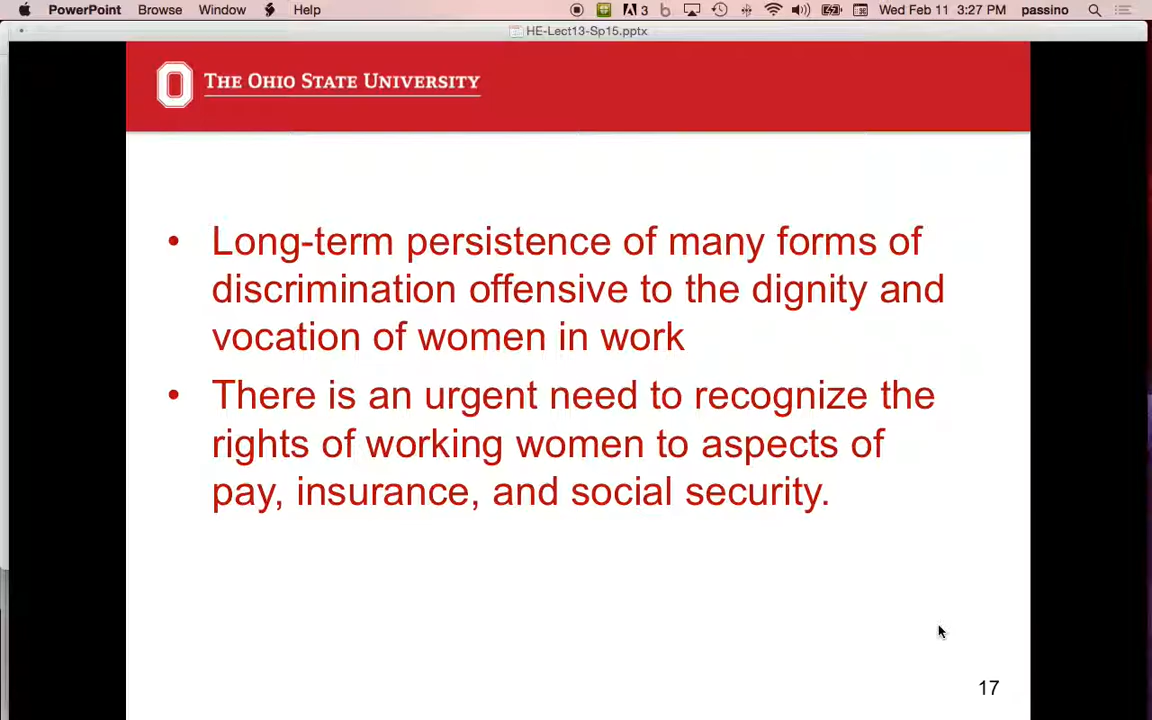 PowerPoint Browse Window Help 3 Wed Feb 11 3:27 PM passino
HE-Lect13-Sp15.pptx
THE OHIO STATE UNIVERSITY
• Long-term persistence of many forms of
discrimination offensive to the dignity and
vocation of women in work
• There is an urgent need to recognize the
rights of working women to aspects of
pay, insurance, and social security.
17